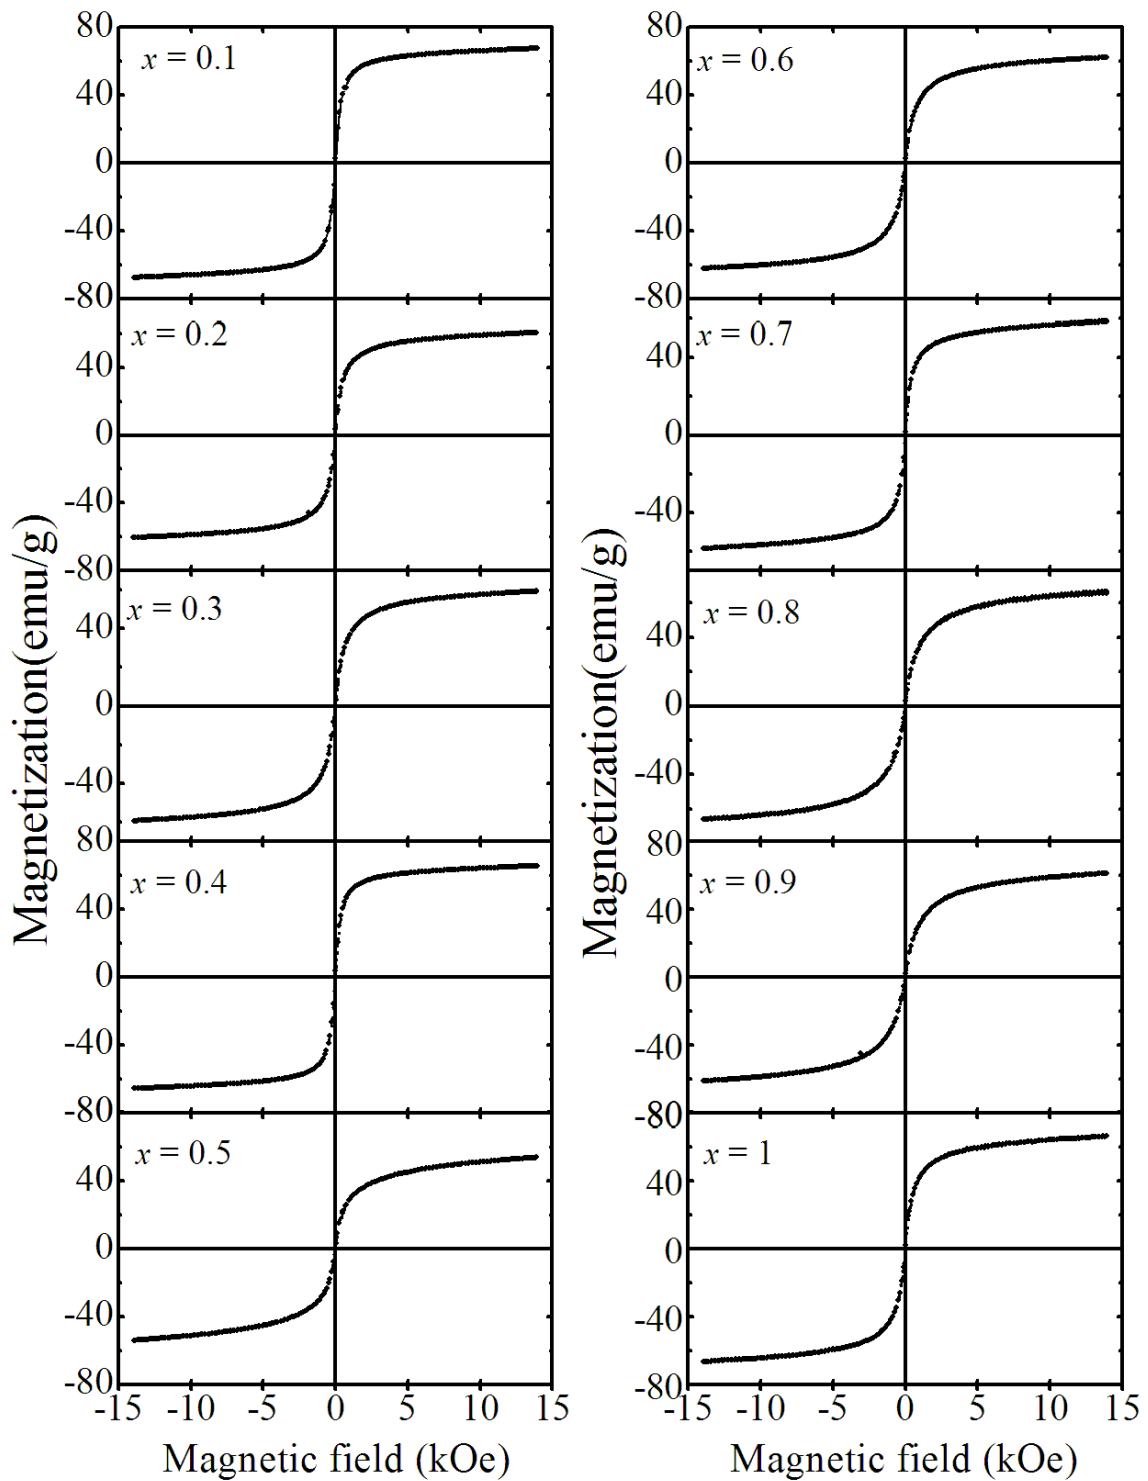 80
x = 0.1
40
0
-40
-80
x = 0.2
40
0
-40
-80
x = 0.3
40
0
-40
80
x = 0.4
40
0
-40
-80
x = 0.5
40
0
-40
-80
-15 -10 -5 0 5 10 15
Magnetic field (kOe)
Magnetization(emu/g)
80
x = 0.6
40
0
-40
-80
x = 0.7
40
0
-40
80
x = 0.8
40
0
-40
80
x = 0.9
40
0
-40
-80
x = 1
40
0
-40
-80
-15 -10 -5 0 5 10 15
Magnetic field (kOe)
Magnetization(emu/g)